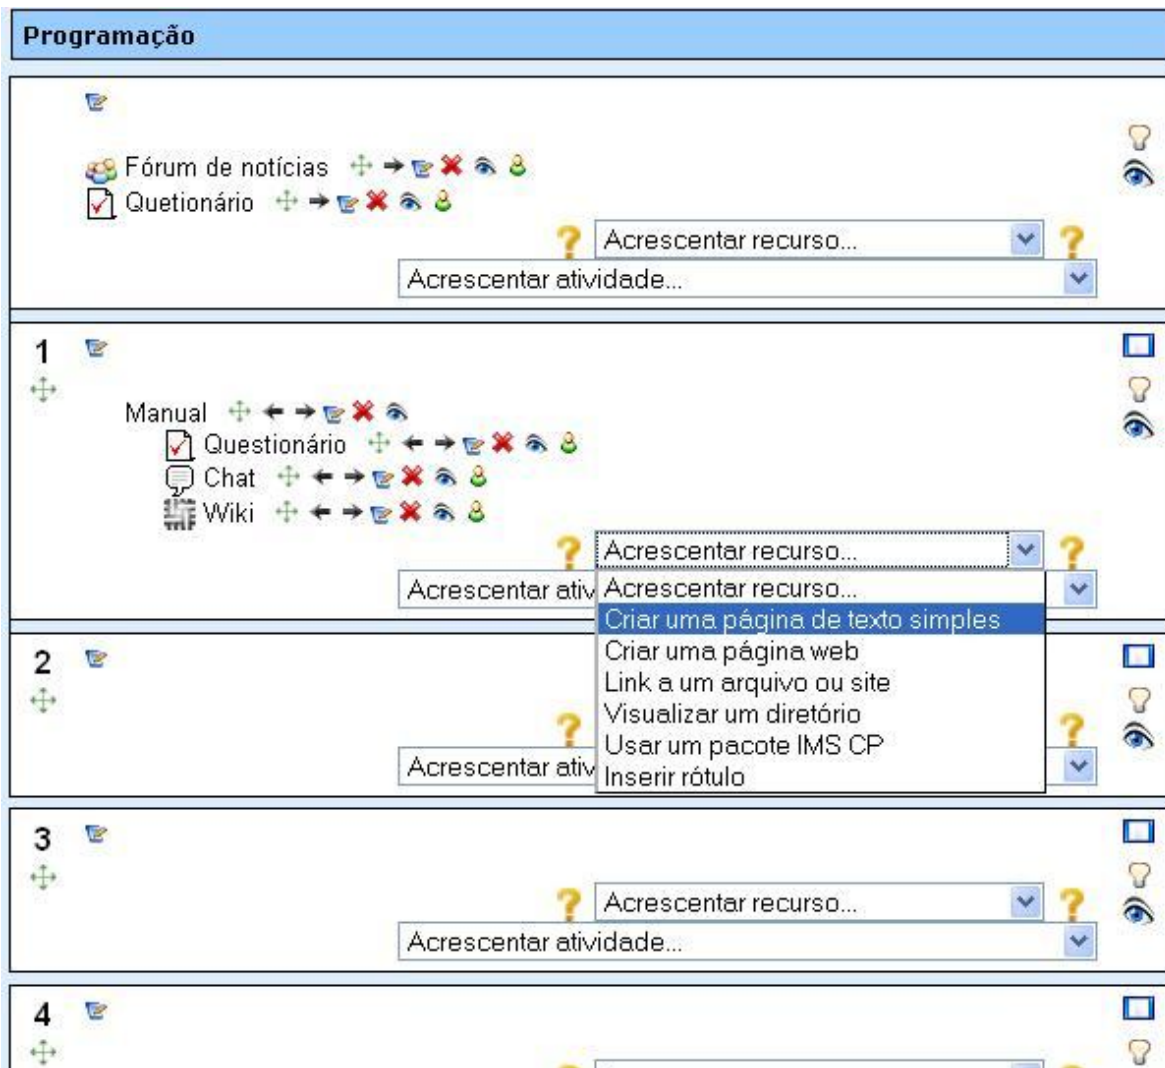 Programação
Fórum de notícias
Quetionário
? Acrescentar recurso... ?
Acrescentar atividade...
1
Manual
Questionário
Chat
Wiki
? Acrescentar recurso... ?
Acrescentar ativ
Acrescentar recurso...
Criar uma página de texto simples
Criar uma página web
Link a um arquivo ou site
Visualizar um diretório
Usar um pacote IMS CP
Inserir rótulo
2
? ?
Acrescentar ativ
3
? Acrescentar recurso... ?
Acrescentar atividade...
4